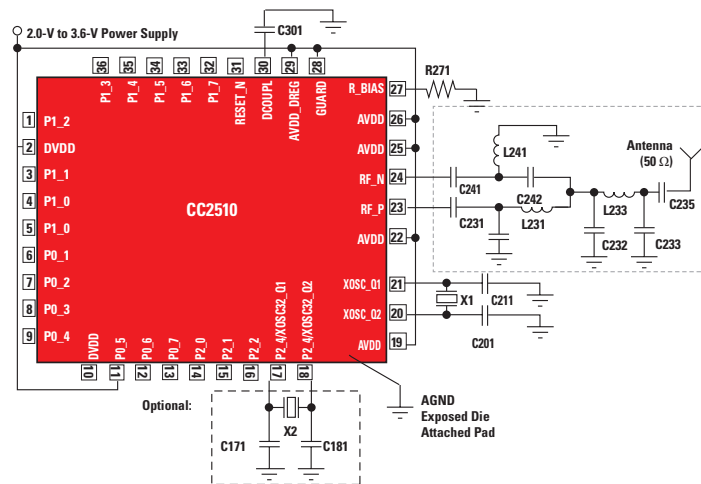 2.0-V to 3.6-V Power Supply
C301
36 35 34 33 32 31 30 29 28
P1_3 P1_4 P1_5 P1_6 P1_7 RESET_N DCOUPL AVDD_DREG GUARD
R_BIAS 27 R271
1 P1_2
AVDD 26
2 DVDD
AVDD 25
3 P1_1
RF_N 24
4 P1_0
RF_P 23
5 P1_0
AVDD 22
6 P0_1
7 P0_2
XOSC_Q1 21
8 P0_3
XOSC_Q2 20
9 P0_4
AVDD 19
CC2510
L241
C241
C242
C231
L231
Antenna
(50 Ω)
L233
C235
C232
C233
X1
C211
C201
DVDD P0_5 P0_6 P0_7 P2_0 P2_1 P2_2 P2_4/XOSC32_Q1 P2_4/XOSC32_Q2
10 11 12 13 14 15 16 17 18
Optional:
X2
C171
C181
AGND
Exposed Die
Attached Pad